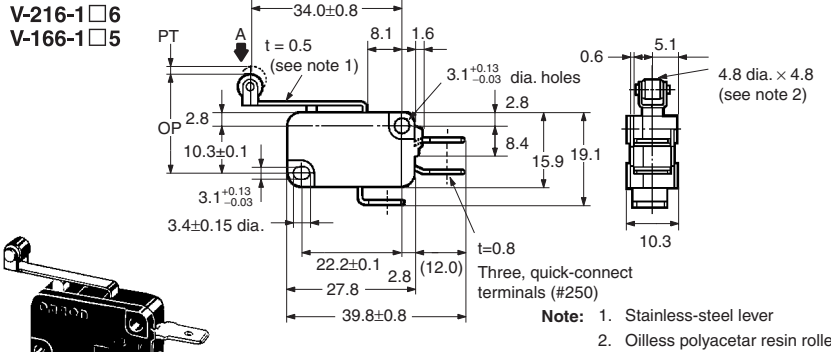 V-216-1□6
V-166-1□5
34.0±0.8
PT
A
t = 0.5
(see note 1)
8.1
1.6
3.1 +0.13 −0.03 dia. holes
0.6
5.1
4.8 dia. × 4.8
(see note 2)
OP
2.8
2.8
10.3±0.1
8.4
15.9
19.1
3.1 +0.13 −0.03
3.4±0.15 dia.
10.3
22.2±0.1
2.8
(12.0)
t=0.8
Three, quick-connect
terminals (#250)
27.8
39.8±0.8
Note: 1. Stainless-steel lever
2. Oilless polyacetar resin rolle
omron